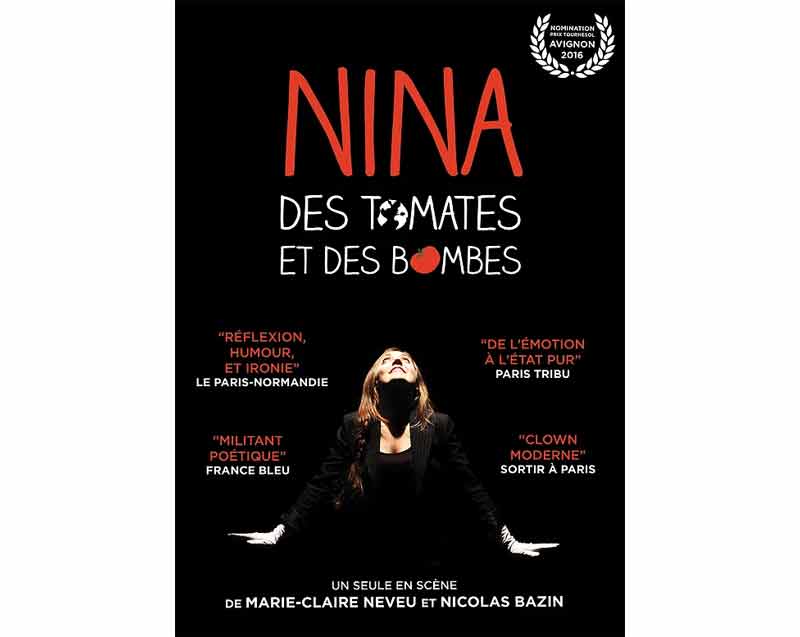 NOMINATION
PRIX TOURNESOL
AVIGNON
2016
NINA
DES TOMATES
ET DES BOMBES
“RÉFLEXION,
HUMOUR,
ET IRONIE”
LE PARIS-NORMANDIE
“DE L’ÉMOTION
À L’ÉTAT PUR”
PARIS TRIBU
“MILITANT
POÉTIQUE”
FRANCE BLEU
“CLOWN
MODERNE”
SORTIR À PARIS
UN SEULE EN SCÈNE
DE MARIE-CLAIRE NEVEU ET NICOLAS BAZIN